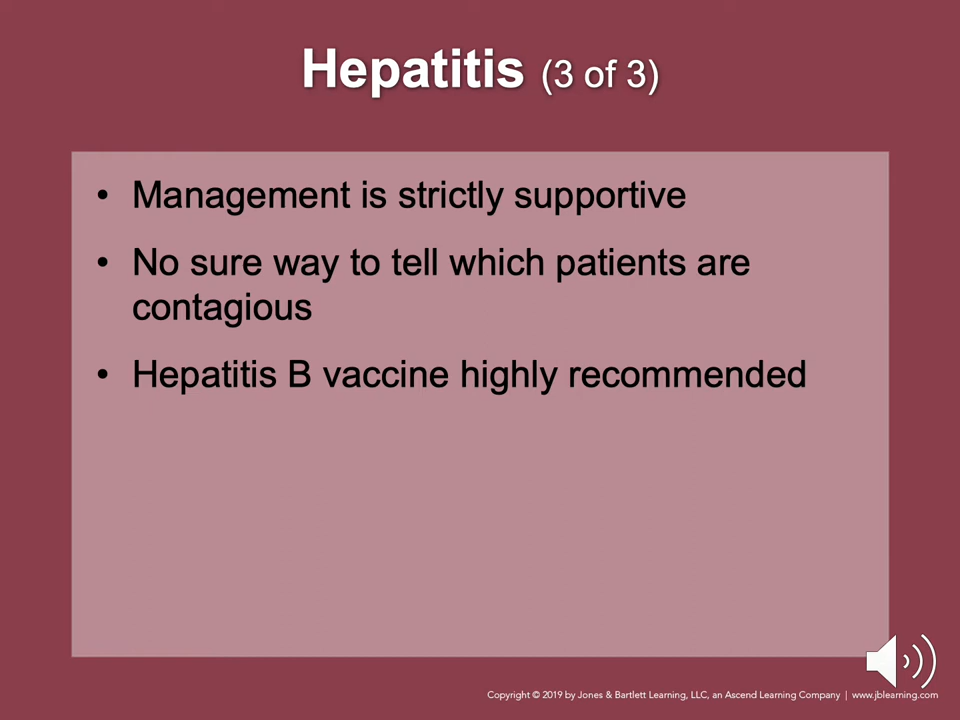 Hepatitis (3 of 3)
• Management is strictly supportive
• No sure way to tell which patients are
contagious
• Hepatitis B vaccine highly recommended
Copyright © 2019 by Jones & Bartlett Learning, LLC, an Ascend Learning Company | www.jblearning.com